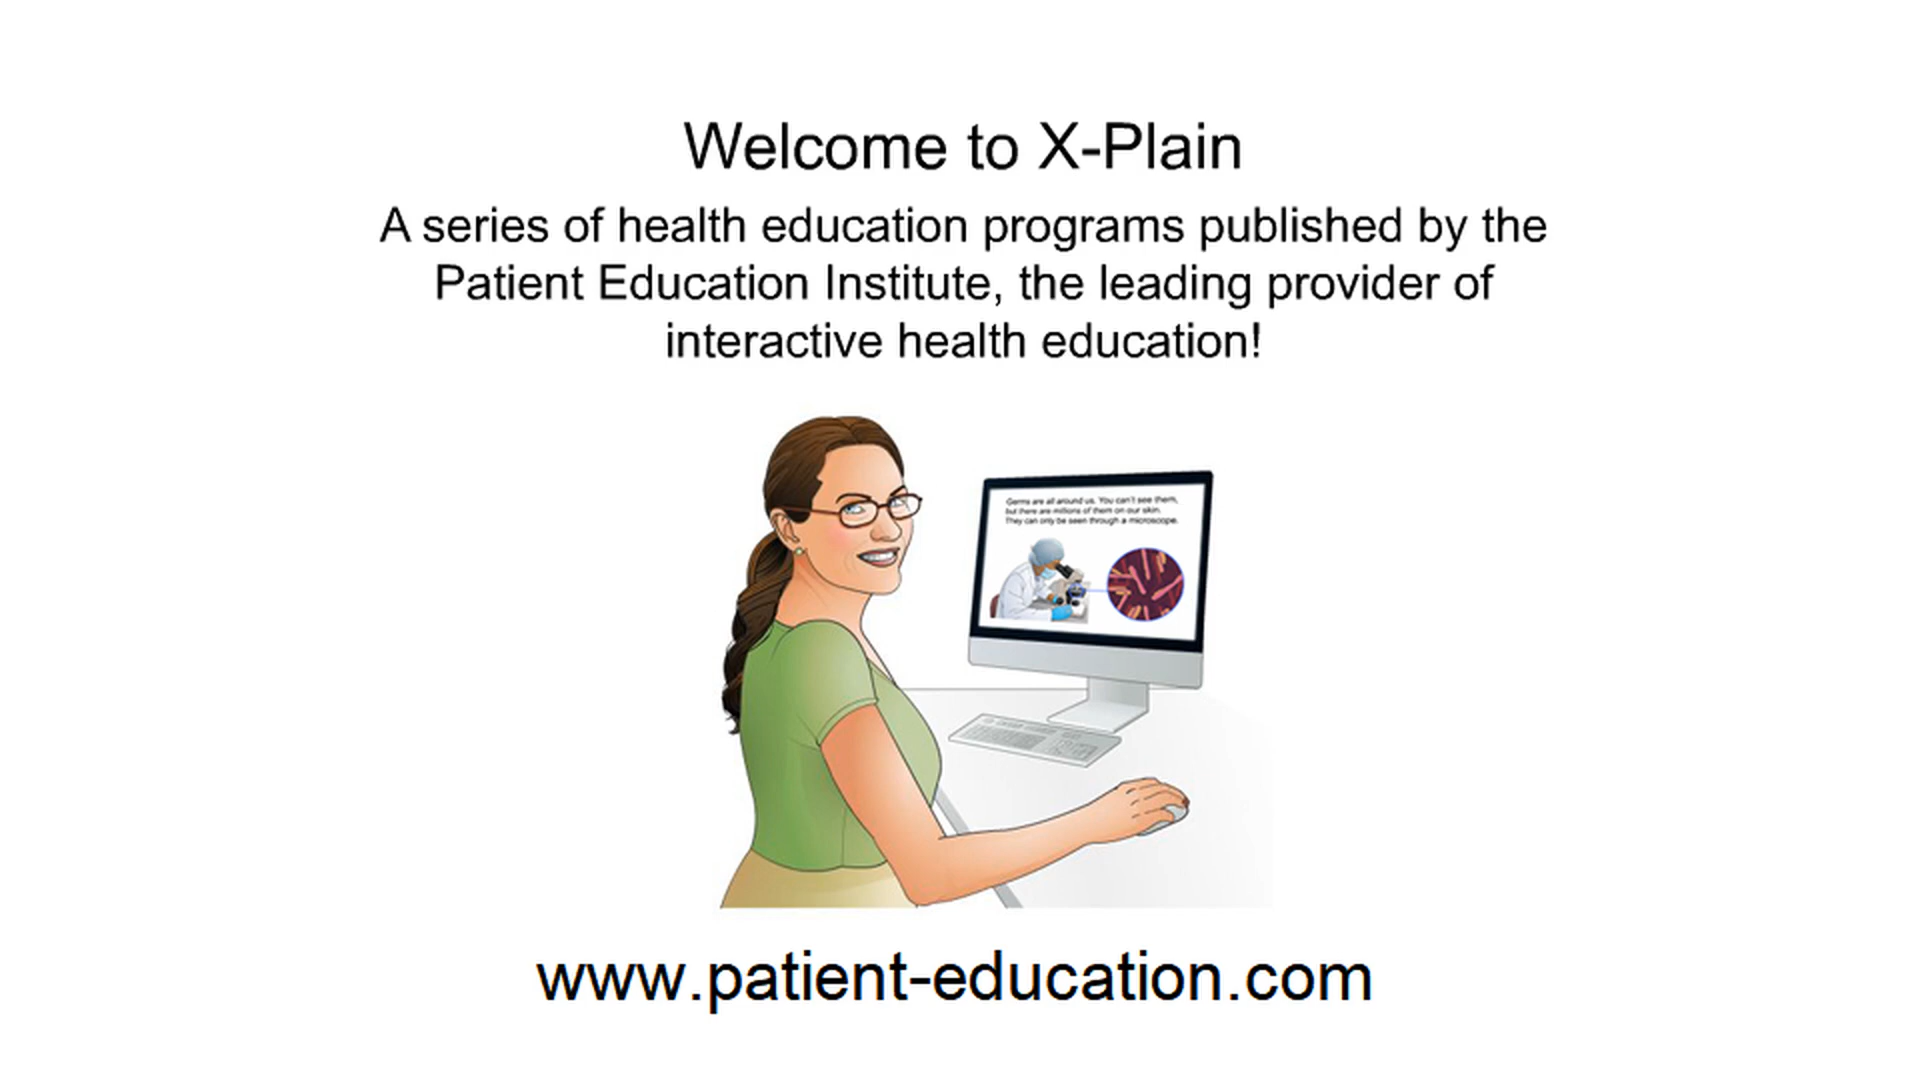 Welcome to X-Plain
A series of health education programs published by the
Patient Education Institute, the leading provider of
interactive health education!
Germs are all around us. You can't see them,
but there are millions of them on our skin.
They can only be seen through a microscope.
www.patient-education.com